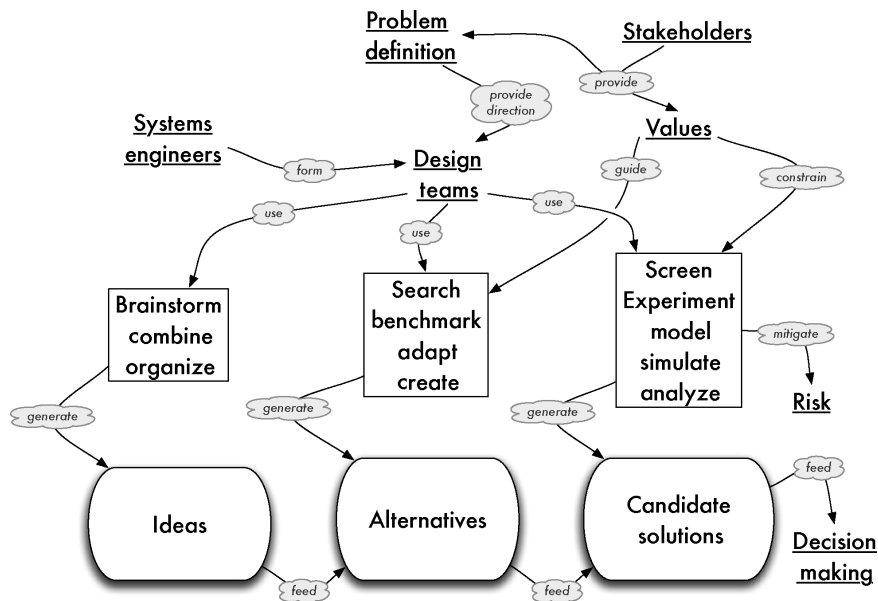 Problem
definition
Stakeholders
provide
provide
direction
Systems
engineers
form
Design
teams
Values
guide
constrain
use
use
use
Brainstorm
combine
organize
Search
benchmark
adapt
create
Screen
Experiment
model
simulate
analyze
mitigate
Risk
generate
generate
generate
Ideas
Alternatives
Candidate
solutions
feed
Decision
making
feed
feed